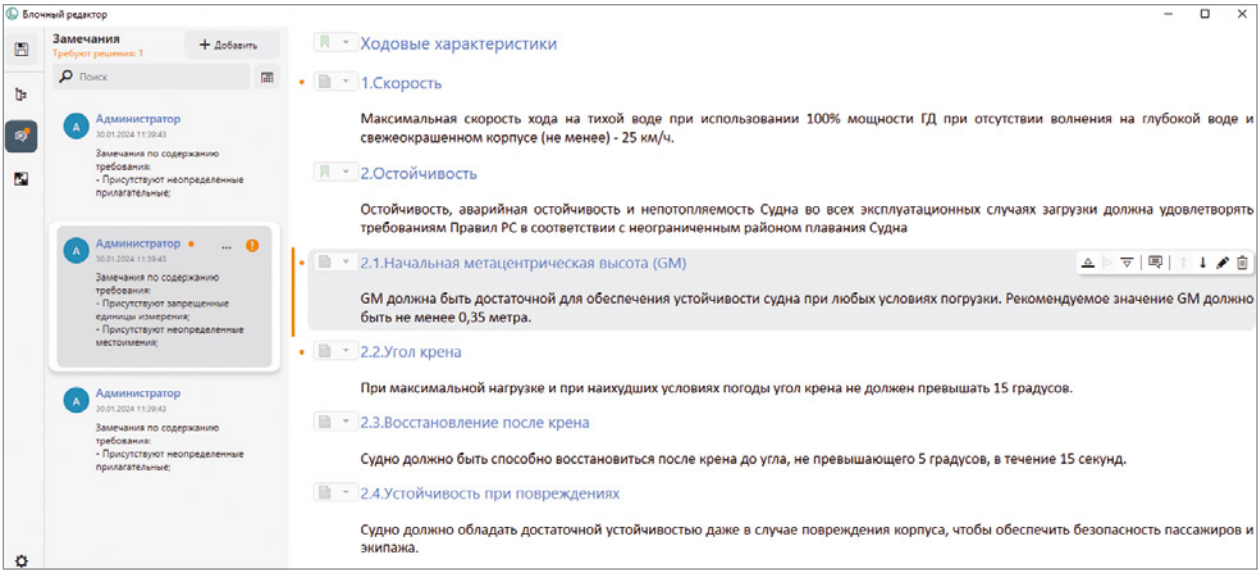 Блочный редактор
Замечания
Требуют решения: 1
+ Добавить
Поиск
А
Администратор
30.01.2024 11:39:43
Замечания по содержанию
требования:
- Присутствуют неопределенные
прилагательные;
А
Администратор
30.01.2024 11:39:43
Замечания по содержанию
требования:
- Присутствуют запрещенные
единицы измерения;
- Присутствуют неопределенные
местоимения;
А
Администратор
30.01.2024 11:39:43
Замечания по содержанию
требования:
- Присутствуют неопределенные
прилагательные;
Ходовые характеристики
1.Скорость
Максимальная скорость хода на тихой воде при использовании 100% мощности ГД при отсутствии волнения на глубокой воде и
свежеокрашенном корпусе (не менее) - 25 км/ч.
2.Остойчивость
Остойчивость, аварийная остойчивость и непотопляемость Судна во всех эксплуатационных случаях загрузки должна удовлетворять
требованиям Правил РС в соответствии с неограниченным районом плавания Судна
2.1.Начальная метацентрическая высота (GM)
GM должна быть достаточной для обеспечения устойчивости судна при любых условиях погрузки. Рекомендуемое значение GM должно
быть не менее 0,35 метра.
2.2.Угол крена
При максимальной нагрузке и при наихудших условиях погоды угол крена не должен превышать 15 градусов.
2.3.Восстановление после крена
Судно должно быть способно восстановиться после крена до угла, не превышающего 5 градусов, в течение 15 секунд.
2.4.Устойчивость при повреждениях
Судно должно обладать достаточной устойчивостью даже в случае повреждения корпуса, чтобы обеспечить безопасность пассажиров и
экипажа.